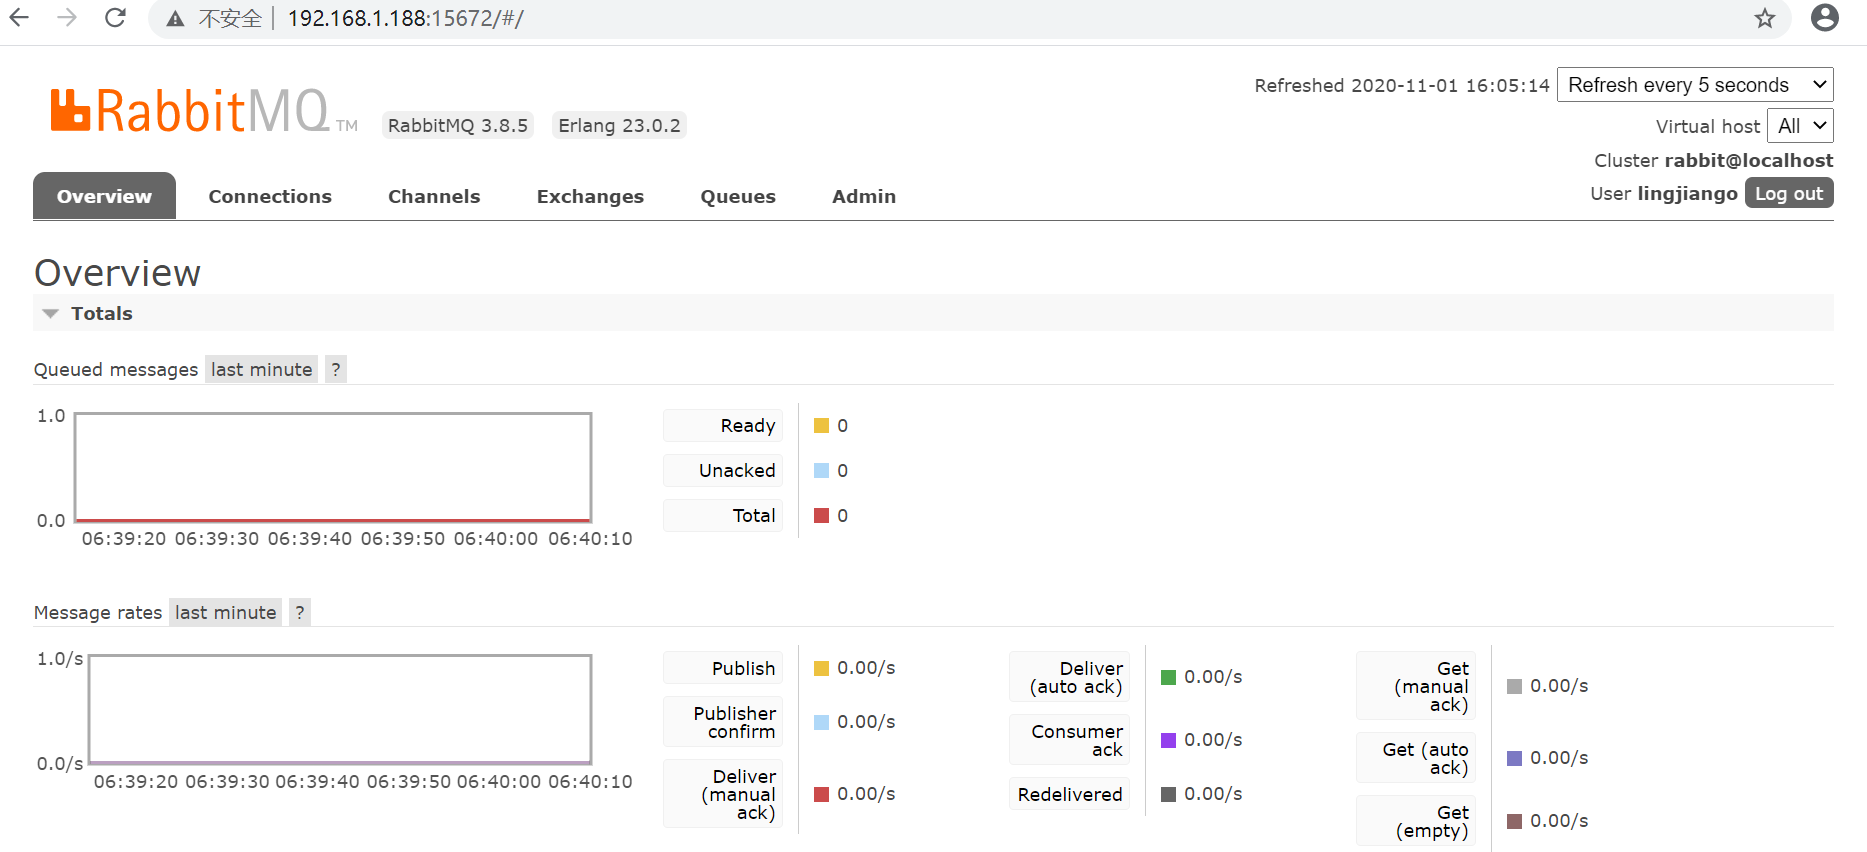 不安全 192.168.1.188:15672/#/
RabbitMQ TM RabbitMQ 3.8.5 Erlang 23.0.2
Refreshed 2020-11-01 16:05:14 Refresh every 5 seconds
Virtual host All
Cluster rabbit@localhost
User lingjiango Log out
Overview Connections Channels Exchanges Queues Admin
Overview
Totals
Queued messages last minute ?
1.0
0.0
06:39:20 06:39:30 06:39:40 06:39:50 06:40:00 06:40:10
Ready 0
Unacked 0
Total 0
Message rates last minute ?
1.0/s
0.0/s
06:39:20 06:39:30 06:39:40 06:39:50 06:40:00 06:40:10
Publish 0.00/s
Publisher
confirm 0.00/s
Deliver
(manual
ack) 0.00/s
Deliver
(auto ack) 0.00/s
Consumer
ack 0.00/s
Redelivered 0.00/s
Get
(manual
ack) 0.00/s
Get (auto
ack) 0.00/s
Get
(empty) 0.00/s